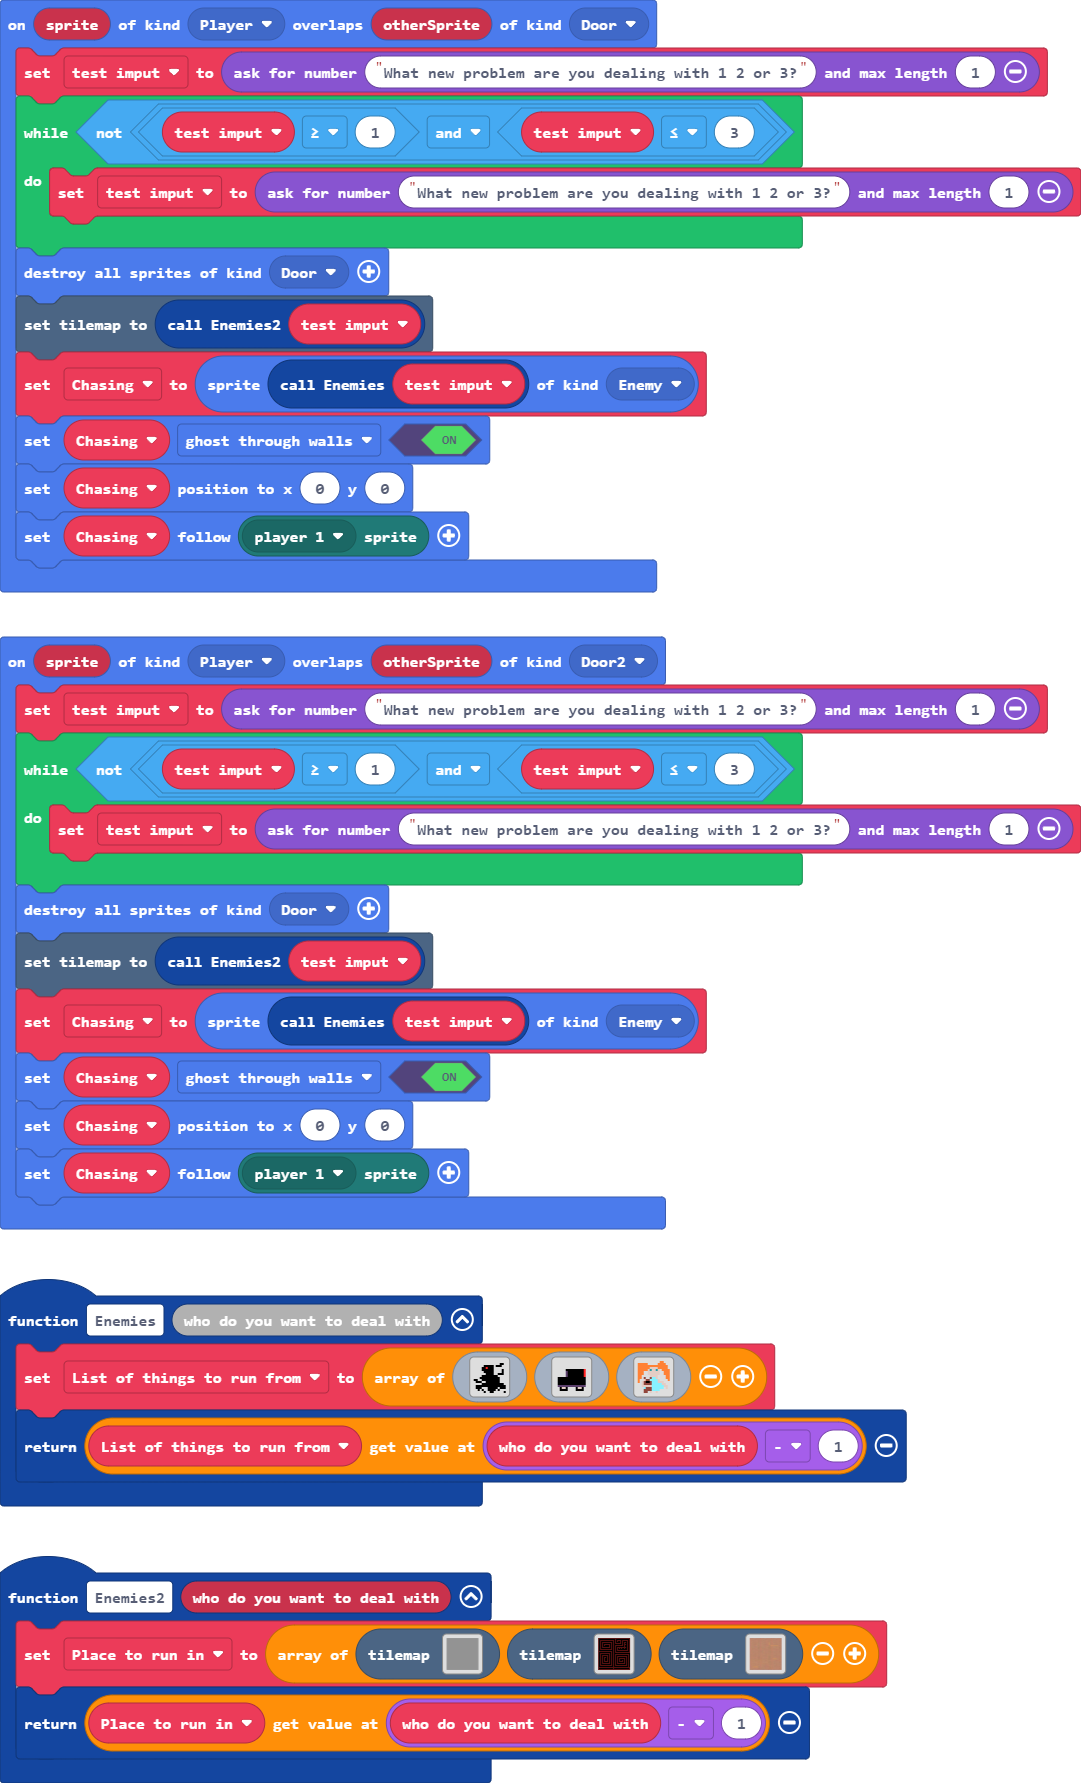 on sprite of kind Player overlaps otherSprite of kind Door
set test imput to ask for number "What new problem are you dealing with 1 2 or 3?" and max length 1
while not test imput ≥ 1 and test imput ≤ 3
do set test imput to ask for number "What new problem are you dealing with 1 2 or 3?" and max length 1
destroy all sprites of kind Door
set tilemap to call Enemies2 test imput
set Chasing to sprite call Enemies test imput of kind Enemy
set Chasing ghost through walls ON
set Chasing position to x 0 y 0
set Chasing follow player 1 sprite
on sprite of kind Player overlaps otherSprite of kind Door2
set test imput to ask for number "What new problem are you dealing with 1 2 or 3?" and max length 1
while not test imput ≥ 1 and test imput ≤ 3
do set test imput to ask for number "What new problem are you dealing with 1 2 or 3?" and max length 1
destroy all sprites of kind Door
set tilemap to call Enemies2 test imput
set Chasing to sprite call Enemies test imput of kind Enemy
set Chasing ghost through walls ON
set Chasing position to x 0 y 0
set Chasing follow player 1 sprite
function Enemies who do you want to deal with
set List of things to run from to array of
return List of things to run from get value at who do you want to deal with - 1
function Enemies2 who do you want to deal with
set Place to run in to array of tilemap tilemap tilemap
return Place to run in get value at who do you want to deal with - 1